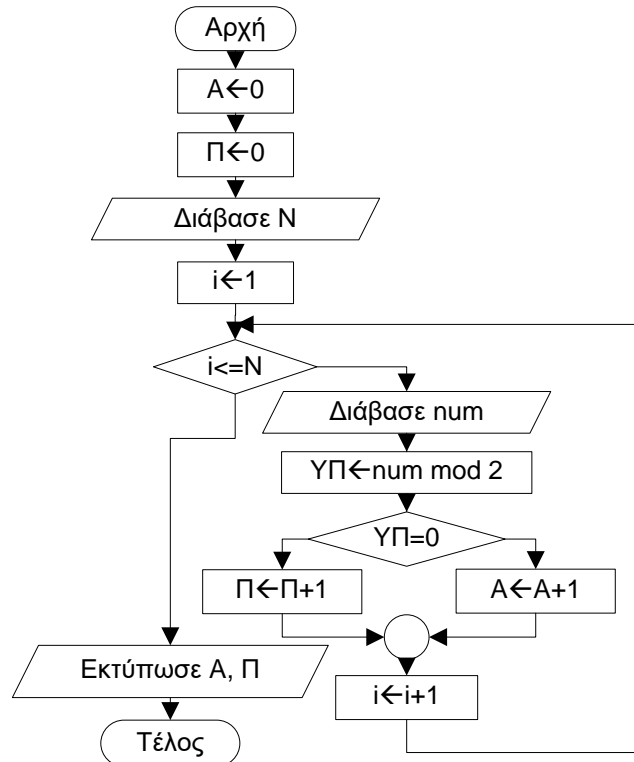 Αρχή
Α←0
Π←0
Διάβασε Ν
i←1
i<=N
Διάβασε num
ΥΠ←num mod 2
ΥΠ=0
Π←Π+1
Α←Α+1
Εκτύπωσε Α, Π
i←i+1
Τέλος